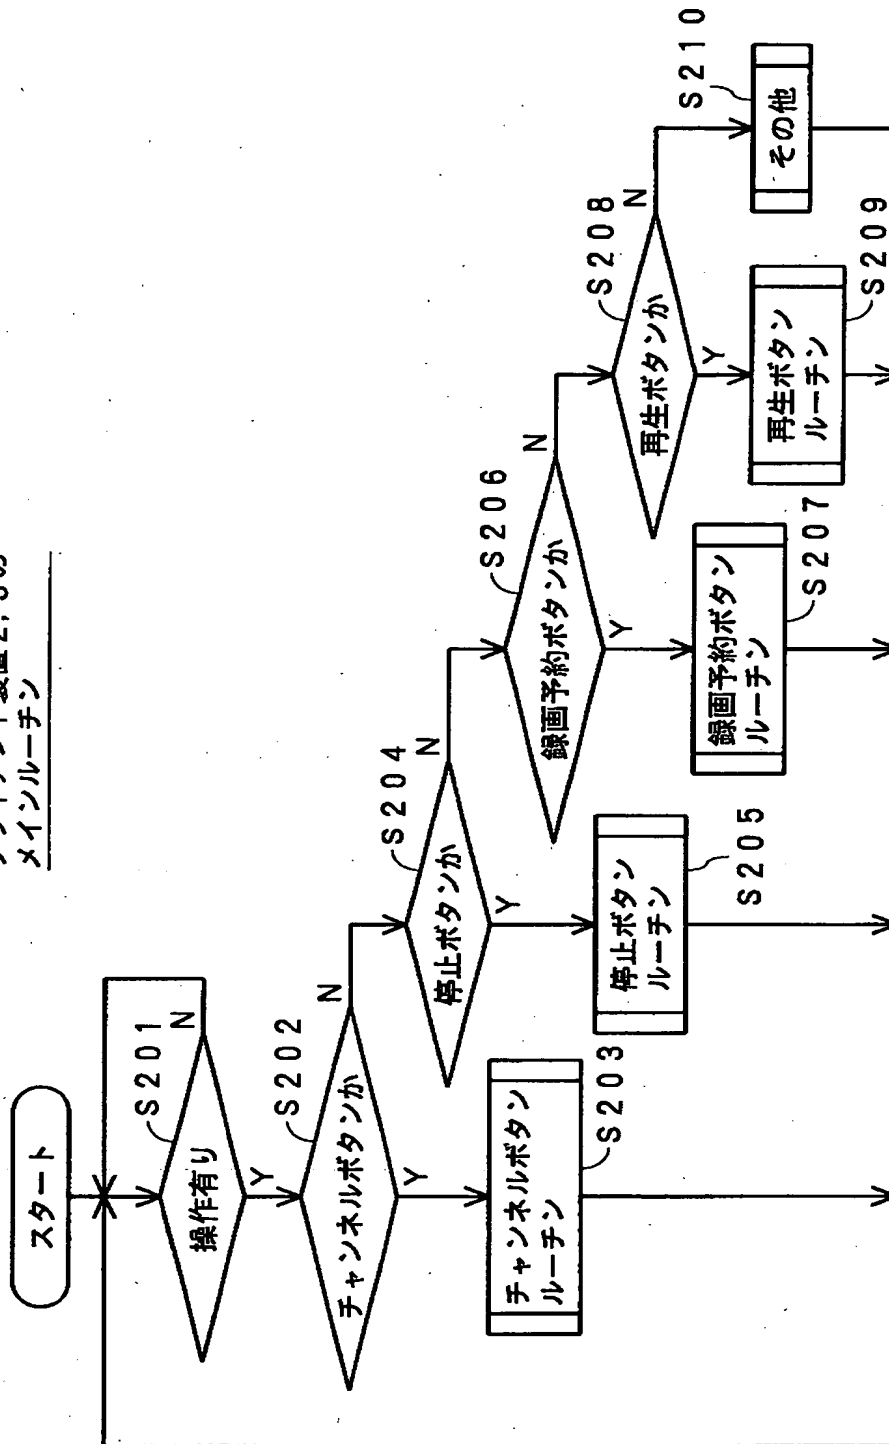 メインルーチン
スタート
操作有り
S201
N
Y
チャンネルボタンか
S202
N
Y
チャンネルボタン
ルーチン
S203
停止ボタンか
S204
N
Y
停止ボタン
ルーチン
S205
録画予約ボタンか
S206
N
Y
録画予約ボタン
ルーチン
S207
再生ボタンか
S208
N
Y
再生ボタン
ルーチン
S209
その他
S210